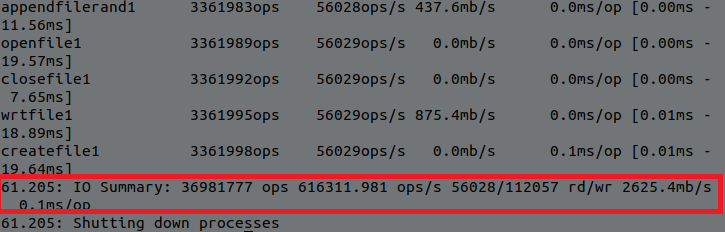 appendfilerand1 3361983ops 56028ops/s 437.6mb/s 0.0ms/op [0.00ms -
11.56ms]
openfile1 3361989ops 56029ops/s 0.0mb/s 0.0ms/op [0.00ms -
19.57ms]
closefile1 3361992ops 56029ops/s 0.0mb/s 0.0ms/op [0.00ms -
7.65ms]
wrtfile1 3361995ops 56029ops/s 875.4mb/s 0.0ms/op [0.01ms -
18.89ms]
createfile1 3361998ops 56029ops/s 0.0mb/s 0.1ms/op [0.01ms -
19.64ms]
61.205: IO Summary: 36981777 ops 616311.981 ops/s 56028/112057 rd/wr 2625.4mb/s
0.1ms/op
61.205: Shutting down processes